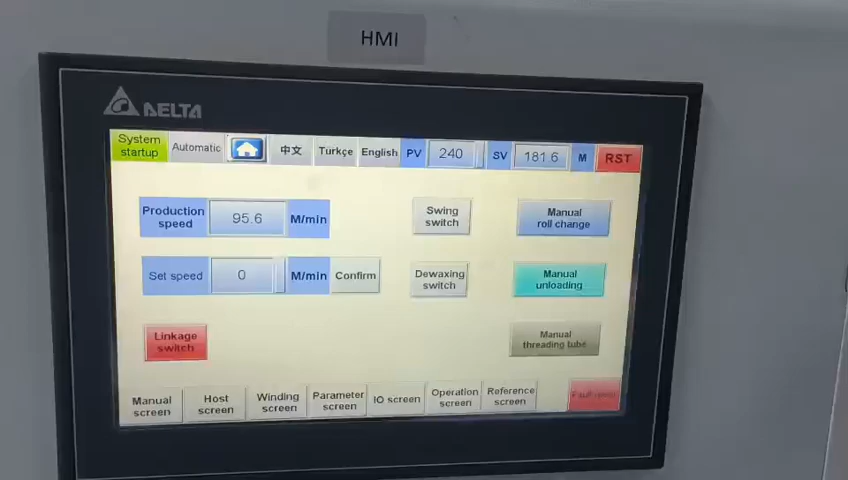 HMI
DELTA
System
startup
Automatic
中文
Türkçe
English
PV
240
SV
181.6
M
RST
Production
speed
95.6
M/min
Swing
switch
Manual
roll change
Set speed
0
M/min
Confirm
Dewaxing
switch
Manual
unloading
Linkage
switch
Manual
threading tube
Manual
screen
Host
screen
Winding
screen
Parameter
screen
IO screen
Operation
screen
Reference
screen